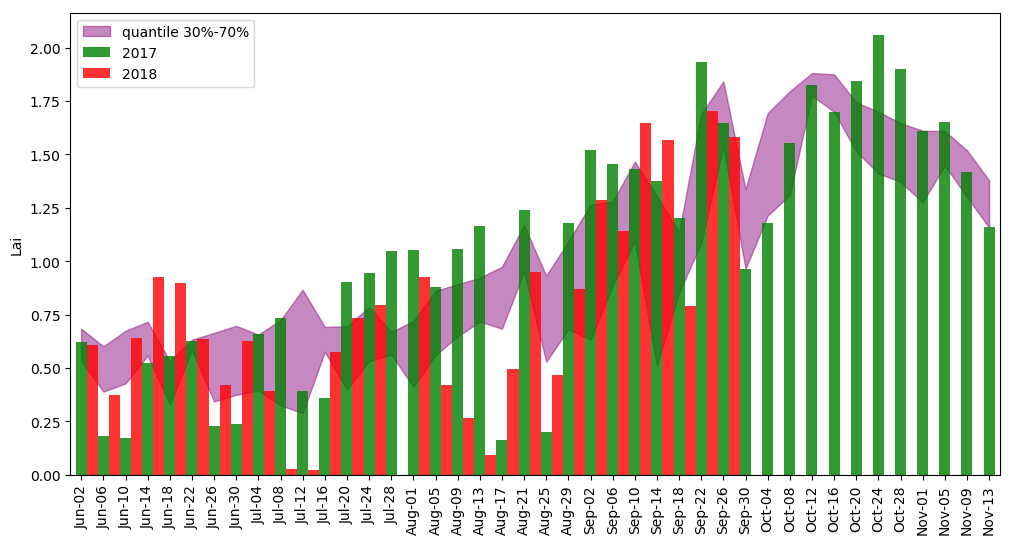 quantile 30%-70%
2017
2018
Lai
2.00
1.75
1.50
1.25
1.00
0.75
0.50
0.25
0.00
Jun-02
Jun-06
Jun-10
Jun-14
Jun-18
Jun-22
Jun-26
Jun-30
Jul-04
Jul-08
Jul-12
Jul-16
Jul-20
Jul-24
Jul-28
Aug-01
Aug-05
Aug-09
Aug-13
Aug-17
Aug-21
Aug-25
Aug-29
Sep-02
Sep-06
Sep-10
Sep-14
Sep-18
Sep-22
Sep-26
Sep-30
Oct-04
Oct-08
Oct-12
Oct-16
Oct-20
Oct-24
Oct-28
Nov-01
Nov-05
Nov-09
Nov-13